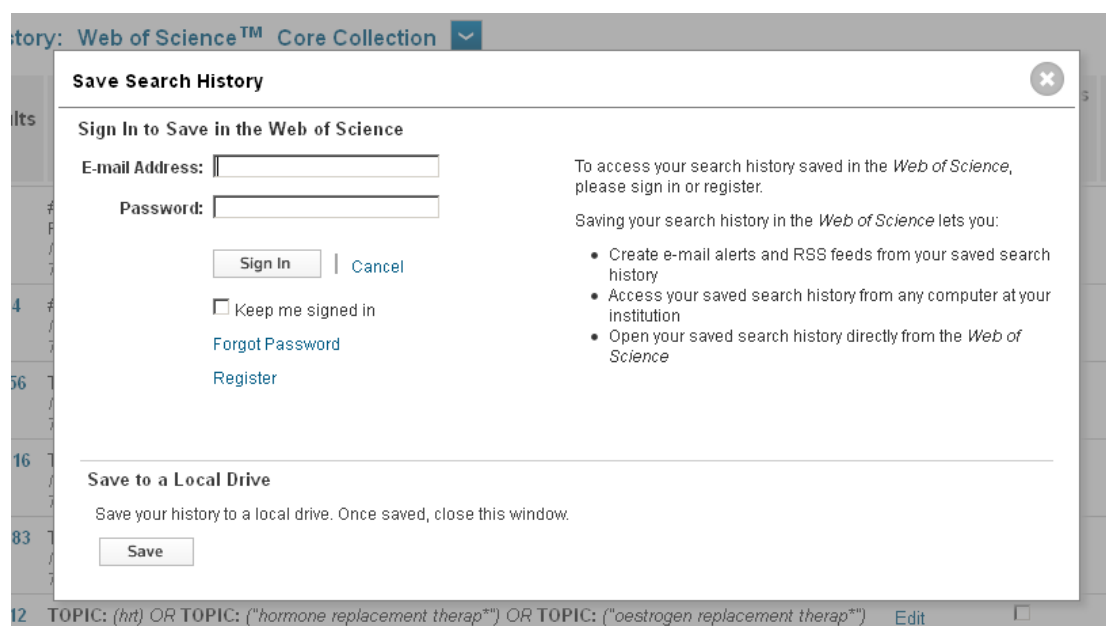 story: Web of Science™ Core Collection
Save Search History
s
ults
Sign In to Save in the Web of Science
E-mail Address:
Password:
Sign In | Cancel
Keep me signed in
Forgot Password
Register
To access your search history saved in the Web of Science,
please sign in or register.
Saving your search history in the Web of Science lets you:
• Create e-mail alerts and RSS feeds from your saved search
history
• Access your saved search history from any computer at your
institution
• Open your saved search history directly from the Web of
Science
4 #
56 T
16 T
83 T
Save to a Local Drive
Save your history to a local drive. Once saved, close this window.
Save
12 TOPIC: (hrt) OR TOPIC: ("hormone replacement therap*") OR TOPIC: ("oestrogen replacement therap*") Edit